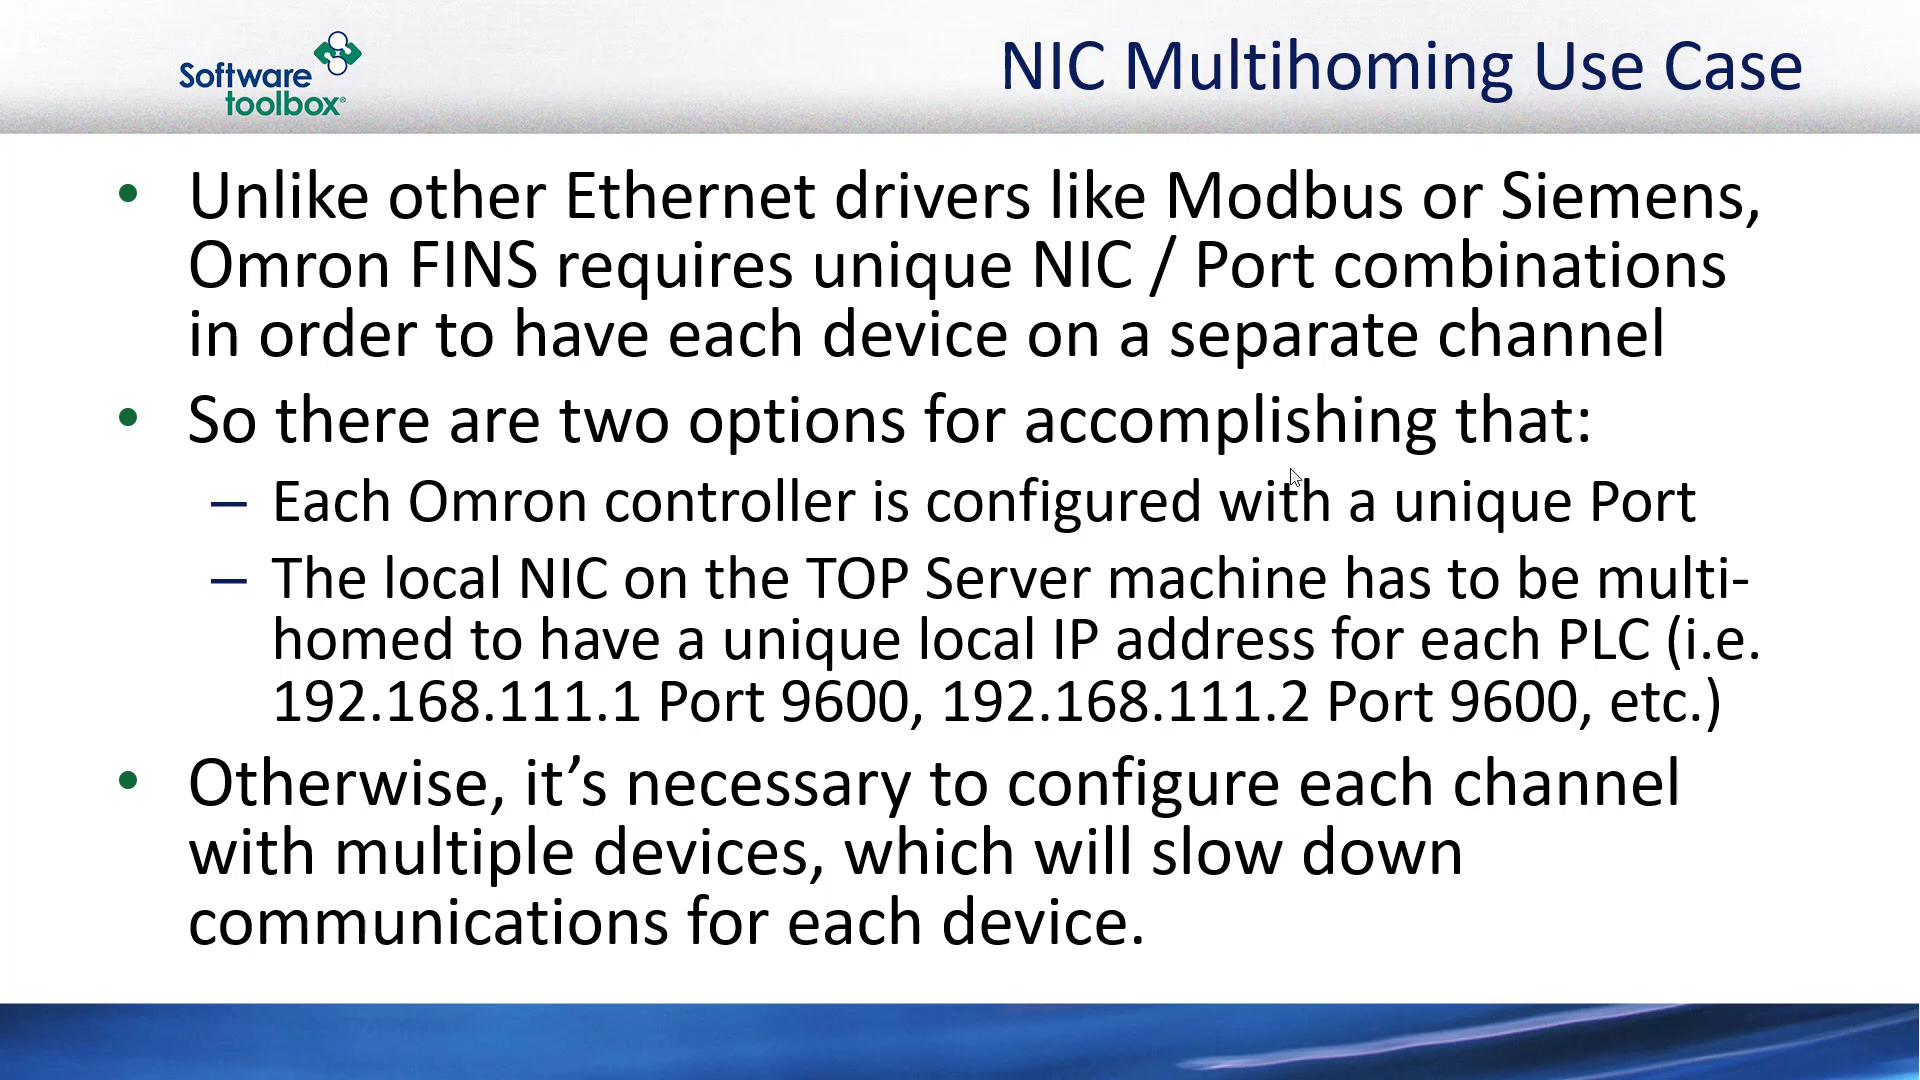 Software
toolbox®
NIC Multihoming Use Case
• Unlike other Ethernet drivers like Modbus or Siemens,
Omron FINS requires unique NIC / Port combinations
in order to have each device on a separate channel
• So there are two options for accomplishing that:
– Each Omron controller is configured with a unique Port
– The local NIC on the TOP Server machine has to be multi-
homed to have a unique local IP address for each PLC (i.e.
192.168.111.1 Port 9600, 192.168.111.2 Port 9600, etc.)
• Otherwise, it’s necessary to configure each channel
with multiple devices, which will slow down
communications for each device.